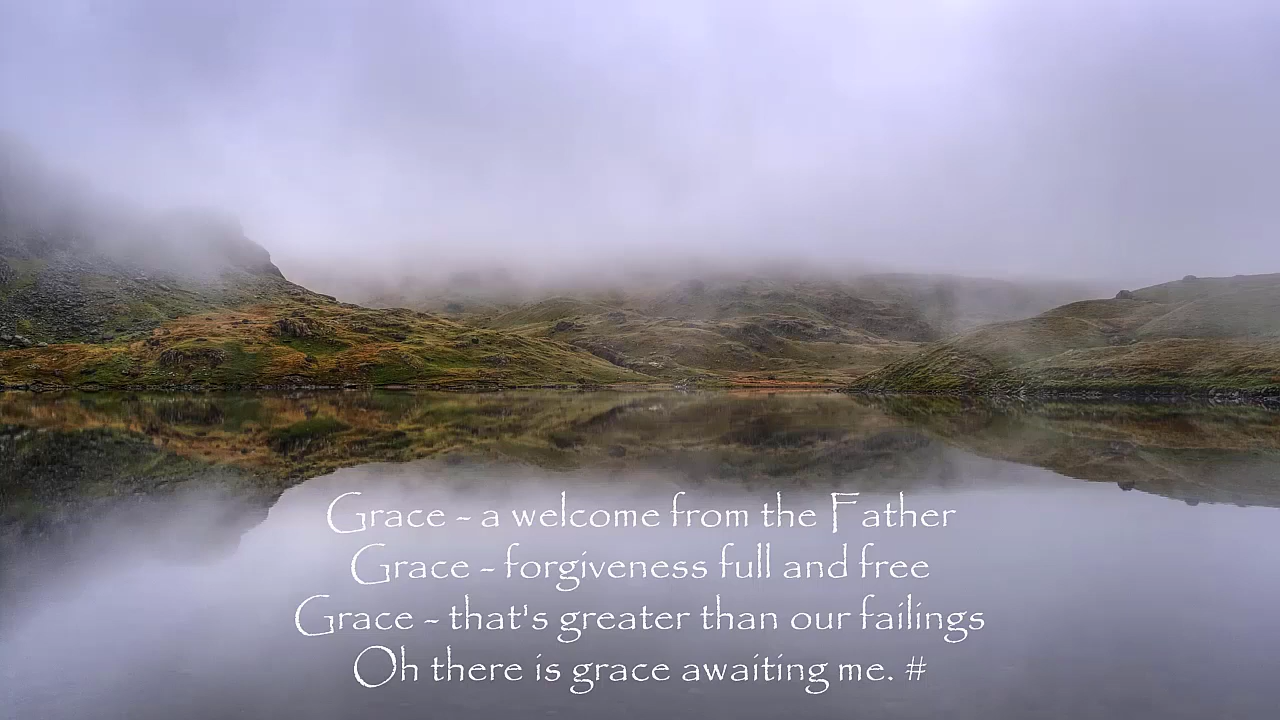 Grace - a welcome from the Father
Grace - forgiveness full and free
Grace - that's greater than our failings
Oh there is grace awaiting me. #